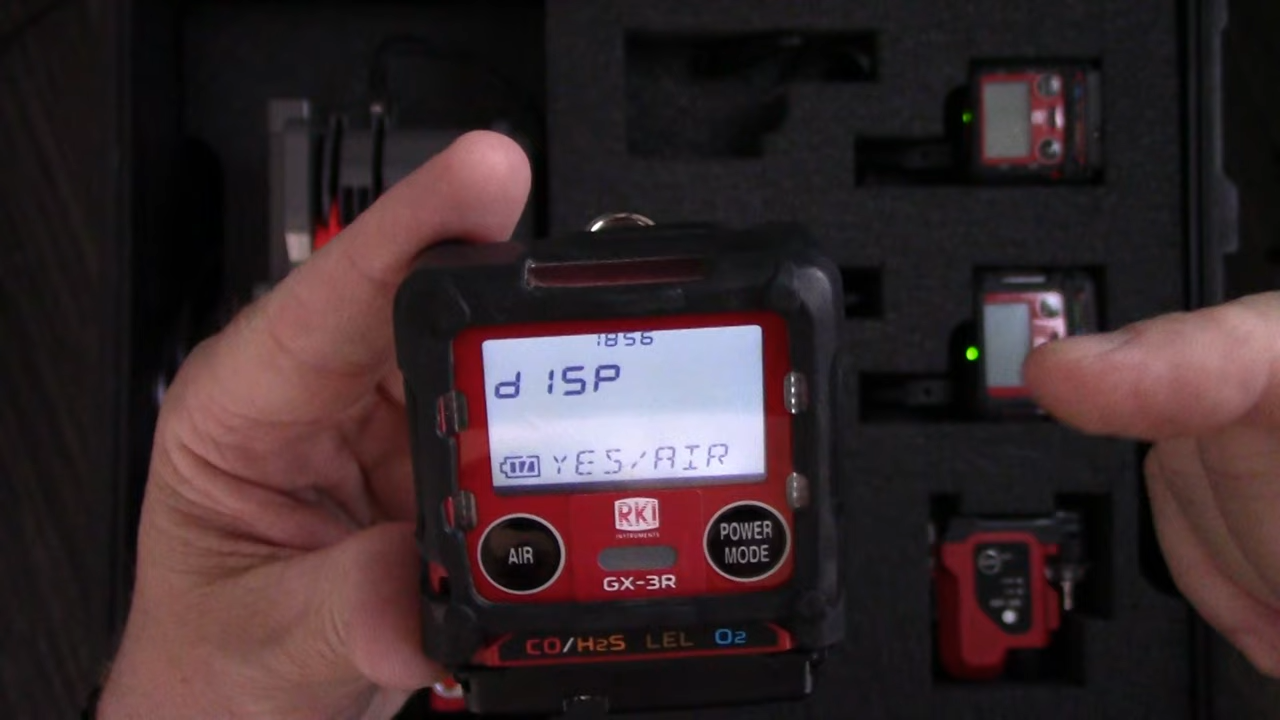 1856
d ISP
YES/AIR
RKI
INSTRUMENTS
AIR
POWER
MODE
GX-3R
CO/H2S LEL O2